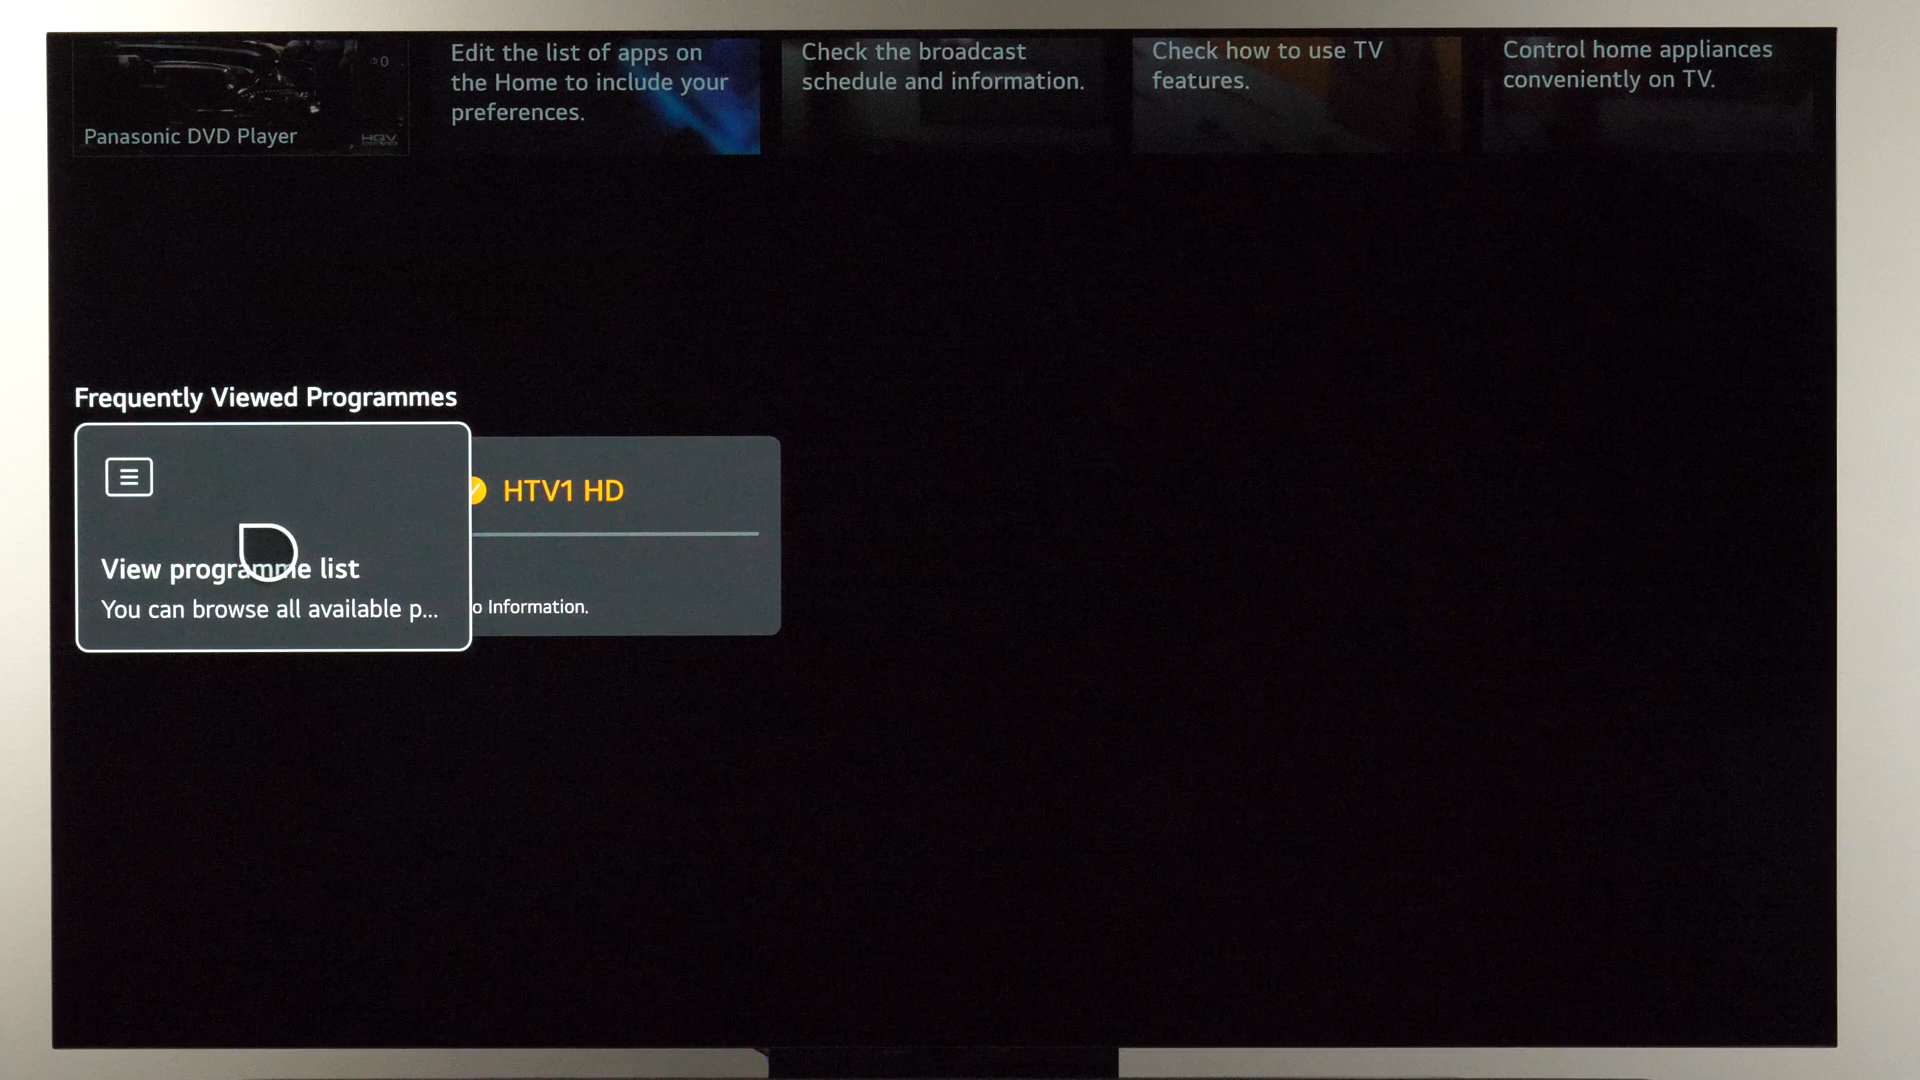 Edit the list of apps on
the Home to include your
preferences.
Check the broadcast
schedule and information.
Check how to use TV
features.
Control home appliances
conveniently on TV.
Panasonic DVD Player
HGV
Frequently Viewed Programmes
View programme list
You can browse all available p...
HTV1 HD
o Information.